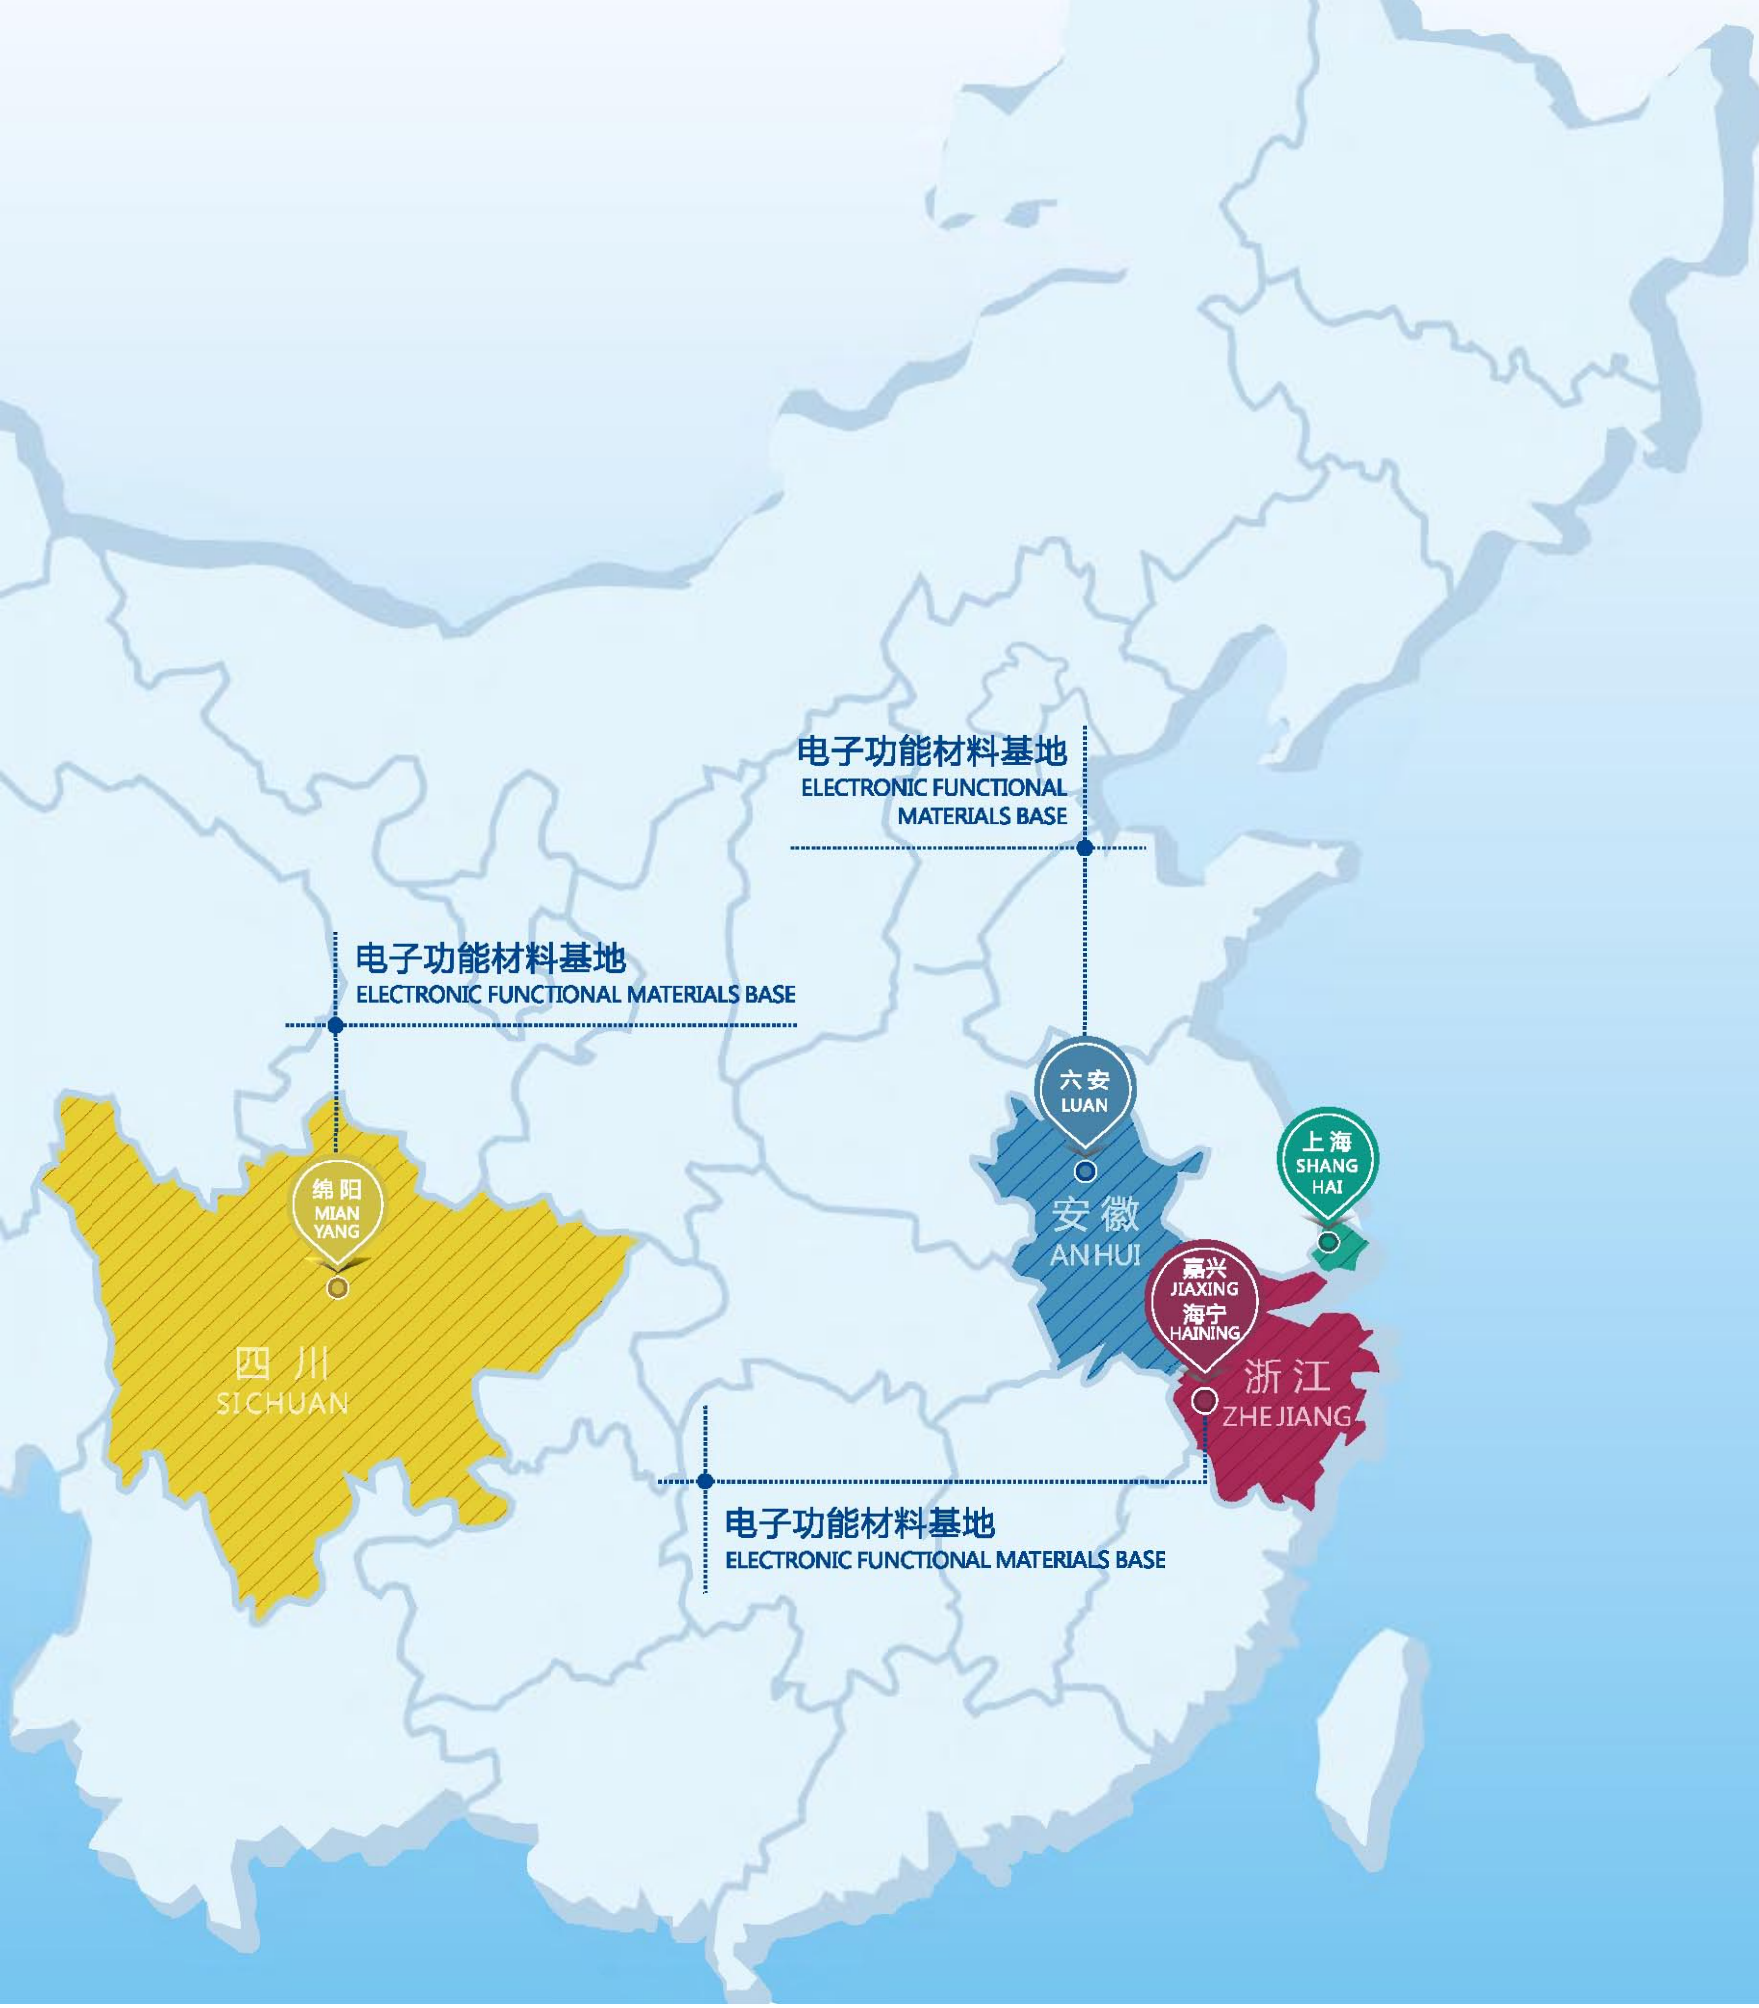 电子功能材料基地
ELECTRONIC FUNCTIONAL
MATERIALS BASE
电子功能材料基地
ELECTRONIC FUNCTIONAL MATERIALS BASE
六安
LUAN
上海
SHANG
HAI
绵阳
MIAN
YANG
安徽
ANHUI
嘉兴
JIAXING
海宁
HAINING
四川
SICHUAN
浙江
ZHEJIANG
电子功能材料基地
ELECTRONIC FUNCTIONAL MATERIALS BASE